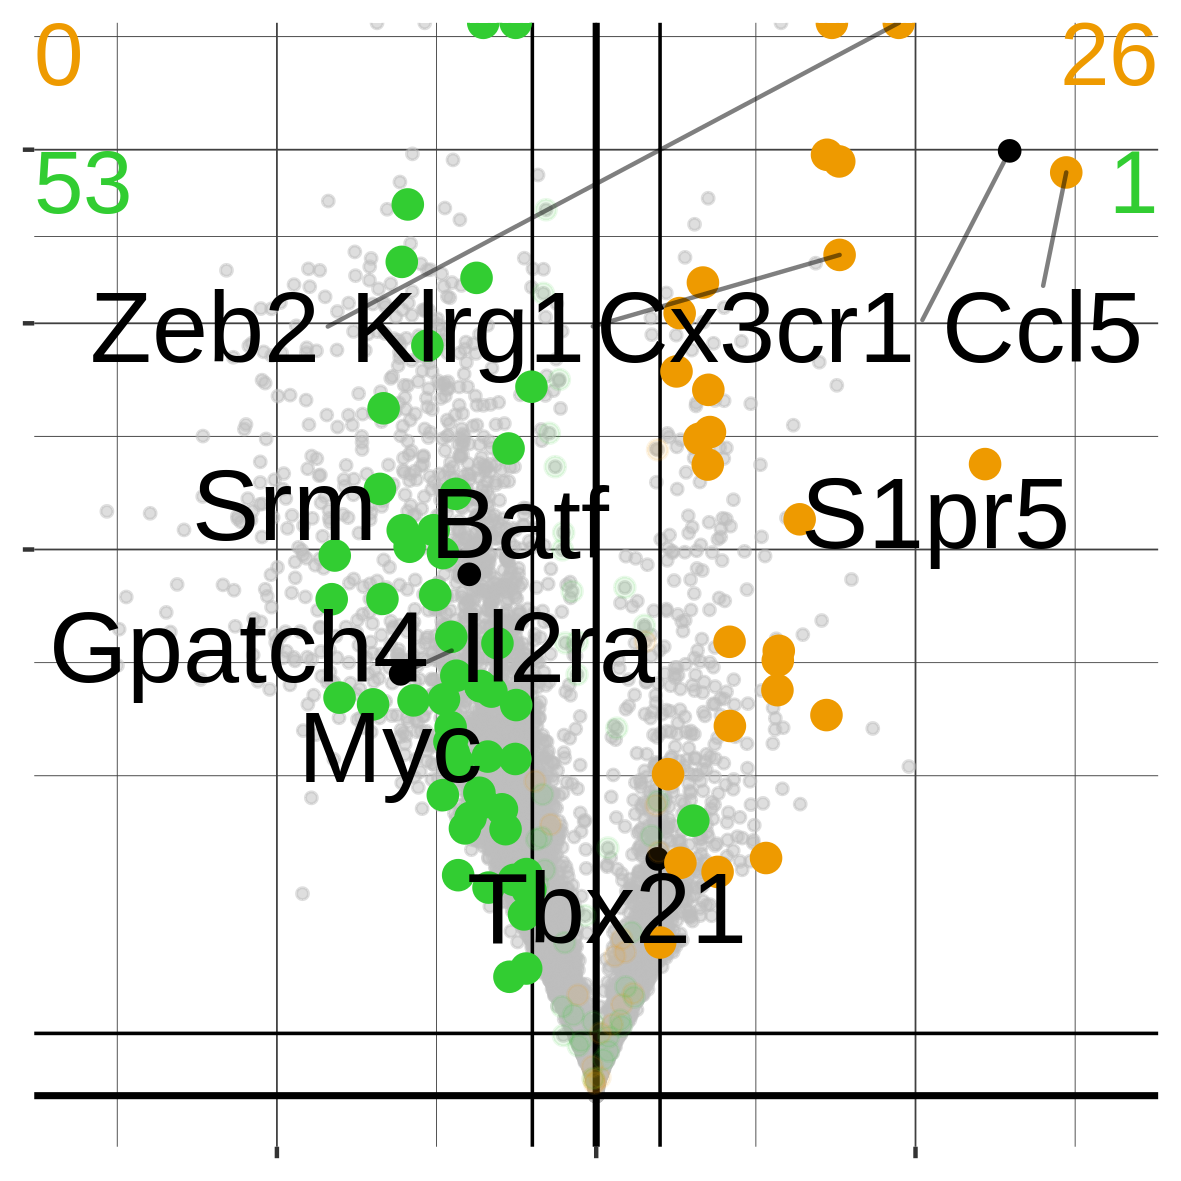 0 26
53 1
Zeb2 Klrg1 Cx3cr1 Ccl5
Srm Batf S1pr5
Gpatch4 Il2ra
Myc
Tbx21